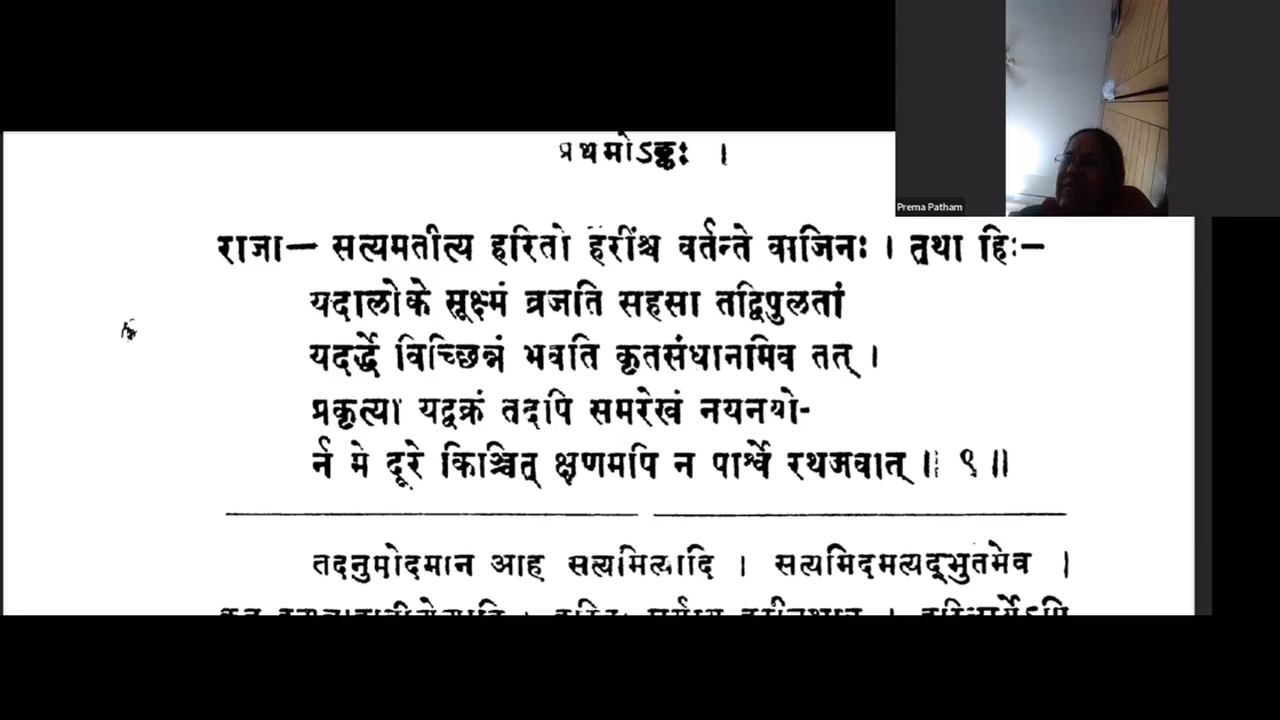 प्रथमोऽङ्कः ।
Prema Patham
राजा— सत्यमतीत्य हरितो हरींश्च वर्तन्ते वाजिनः । तथा हिः—
यदालोके सूक्ष्मं व्रजति सहसा तद्विपुलतां
यदर्द्धे विच्छिन्नं भवति कृतसंधानमिव तत् ।
प्रकृत्या यद्वक्रं तदपि समरेखं नयनयो-
र्न मे दूरे किञ्चित् क्षणमपि न पार्श्वे रथजवात् ॥ ९ ॥
तदनुमोदमान आह सत्यमित्यादि । सत्यमिदमत्यद्भुतमेव ।